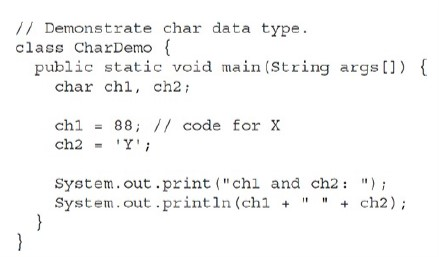 // Demonstrate char data type.
class CharDemo {
  public static void main(String args[]) {
    char ch1, ch2;

    ch1 = 88; // code for X
    ch2 = 'Y';

    System.out.print("ch1 and ch2: ");
    System.out.println(ch1 + " " + ch2);
  }
}